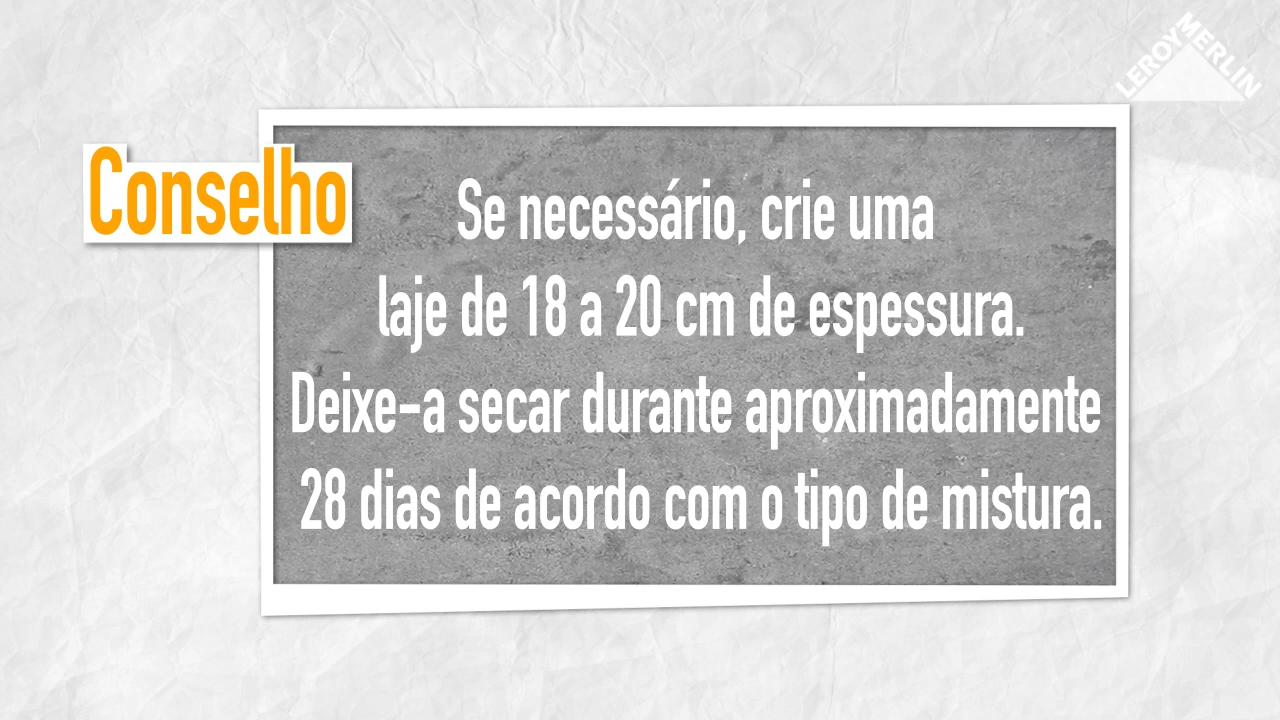 LEROY MERLIN
Conselho
Se necessário, crie uma
laje de 18 a 20 cm de espessura.
Deixe-a secar durante aproximadamente
28 dias de acordo com o tipo de mistura.